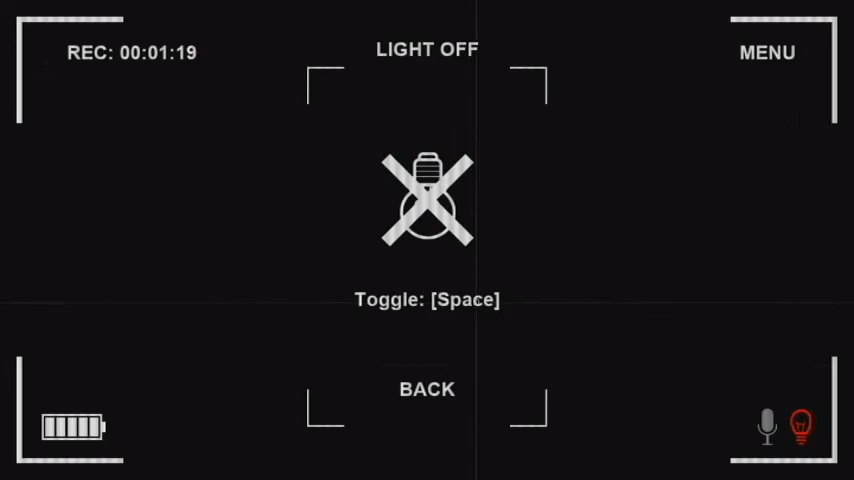 LIGHT OFF
REC: 00:01:19
MENU
Toggle: [Space]
BACK